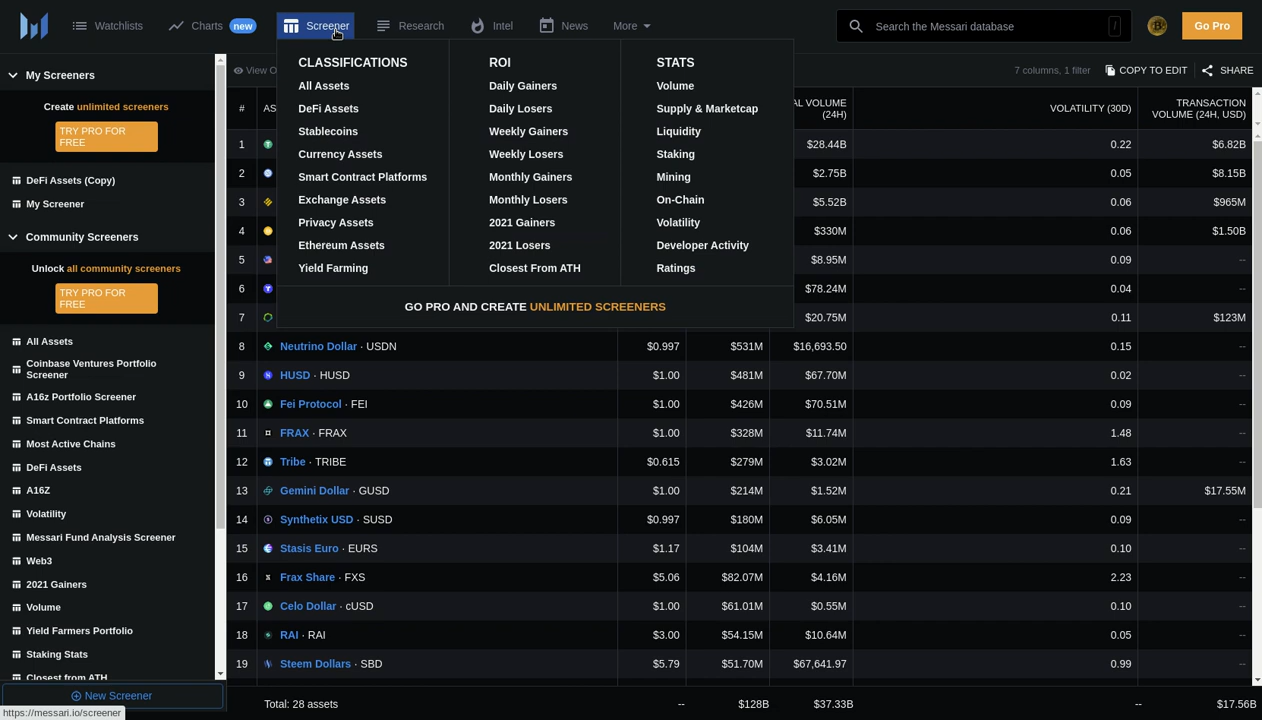 Watchlists
Charts new
Screener
Research
Intel
News
More
Search the Messari database /
Go Pro
My Screeners
Create unlimited screeners
TRY PRO FOR
FREE
DeFi Assets (Copy)
My Screener
Community Screeners
Unlock all community screeners
TRY PRO FOR
FREE
All Assets
Coinbase Ventures Portfolio
Screener
A16z Portfolio Screener
Smart Contract Platforms
Most Active Chains
DeFi Assets
A16Z
Volatility
Messari Fund Analysis Screener
Web3
2021 Gainers
Volume
Yield Farmers Portfolio
Staking Stats
Closest from ATH
New Screener
https://messari.io/screener
CLASSIFICATIONS
All Assets
DeFi Assets
Stablecoins
Currency Assets
Smart Contract Platforms
Exchange Assets
Privacy Assets
Ethereum Assets
Yield Farming
ROI
Daily Gainers
Daily Losers
Weekly Gainers
Weekly Losers
Monthly Gainers
Monthly Losers
2021 Gainers
2021 Losers
Closest From ATH
STATS
Volume
Supply & Marketcap
Liquidity
Staking
Mining
On-Chain
Volatility
Developer Activity
Ratings
GO PRO AND CREATE UNLIMITED SCREENERS
View O
7 columns, 1 filter
COPY TO EDIT
SHARE
# AS AL VOLUME
(24H)
VOLATILITY (30D)
TRANSACTION
VOLUME (24H, USD)
1 $28.44B 0.22 $6.82B
2 $2.75B 0.05 $8.15B
3 $5.52B 0.06 $965M
4 $330M 0.06 $1.50B
5 $8.95M 0.09 --
6 $78.24M 0.04 --
7 $20.75M 0.11 $123M
8 Neutrino Dollar · USDN $0.997 $531M $16,693.50 0.15 --
9 HUSD · HUSD $1.00 $481M $67.70M 0.02 --
10 Fei Protocol · FEI $1.00 $426M $70.51M 0.09 --
11 FRAX · FRAX $1.00 $328M $11.74M 1.48 --
12 Tribe · TRIBE $0.615 $279M $3.02M 1.63 --
13 Gemini Dollar · GUSD $1.00 $214M $1.52M 0.21 $17.55M
14 Synthetix USD · SUSD $0.997 $180M $6.05M 0.09 --
15 Stasis Euro · EURS $1.17 $104M $3.41M 0.10 --
16 Frax Share · FXS $5.06 $82.07M $4.16M 2.23 --
17 Celo Dollar · cUSD $1.00 $61.01M $0.55M 0.10 --
18 RAI · RAI $3.00 $54.15M $10.64M 0.05 --
19 Steem Dollars · SBD $5.79 $51.70M $67,641.97 0.99 --
Total: 28 assets -- $128B $37.33B -- $17.56B